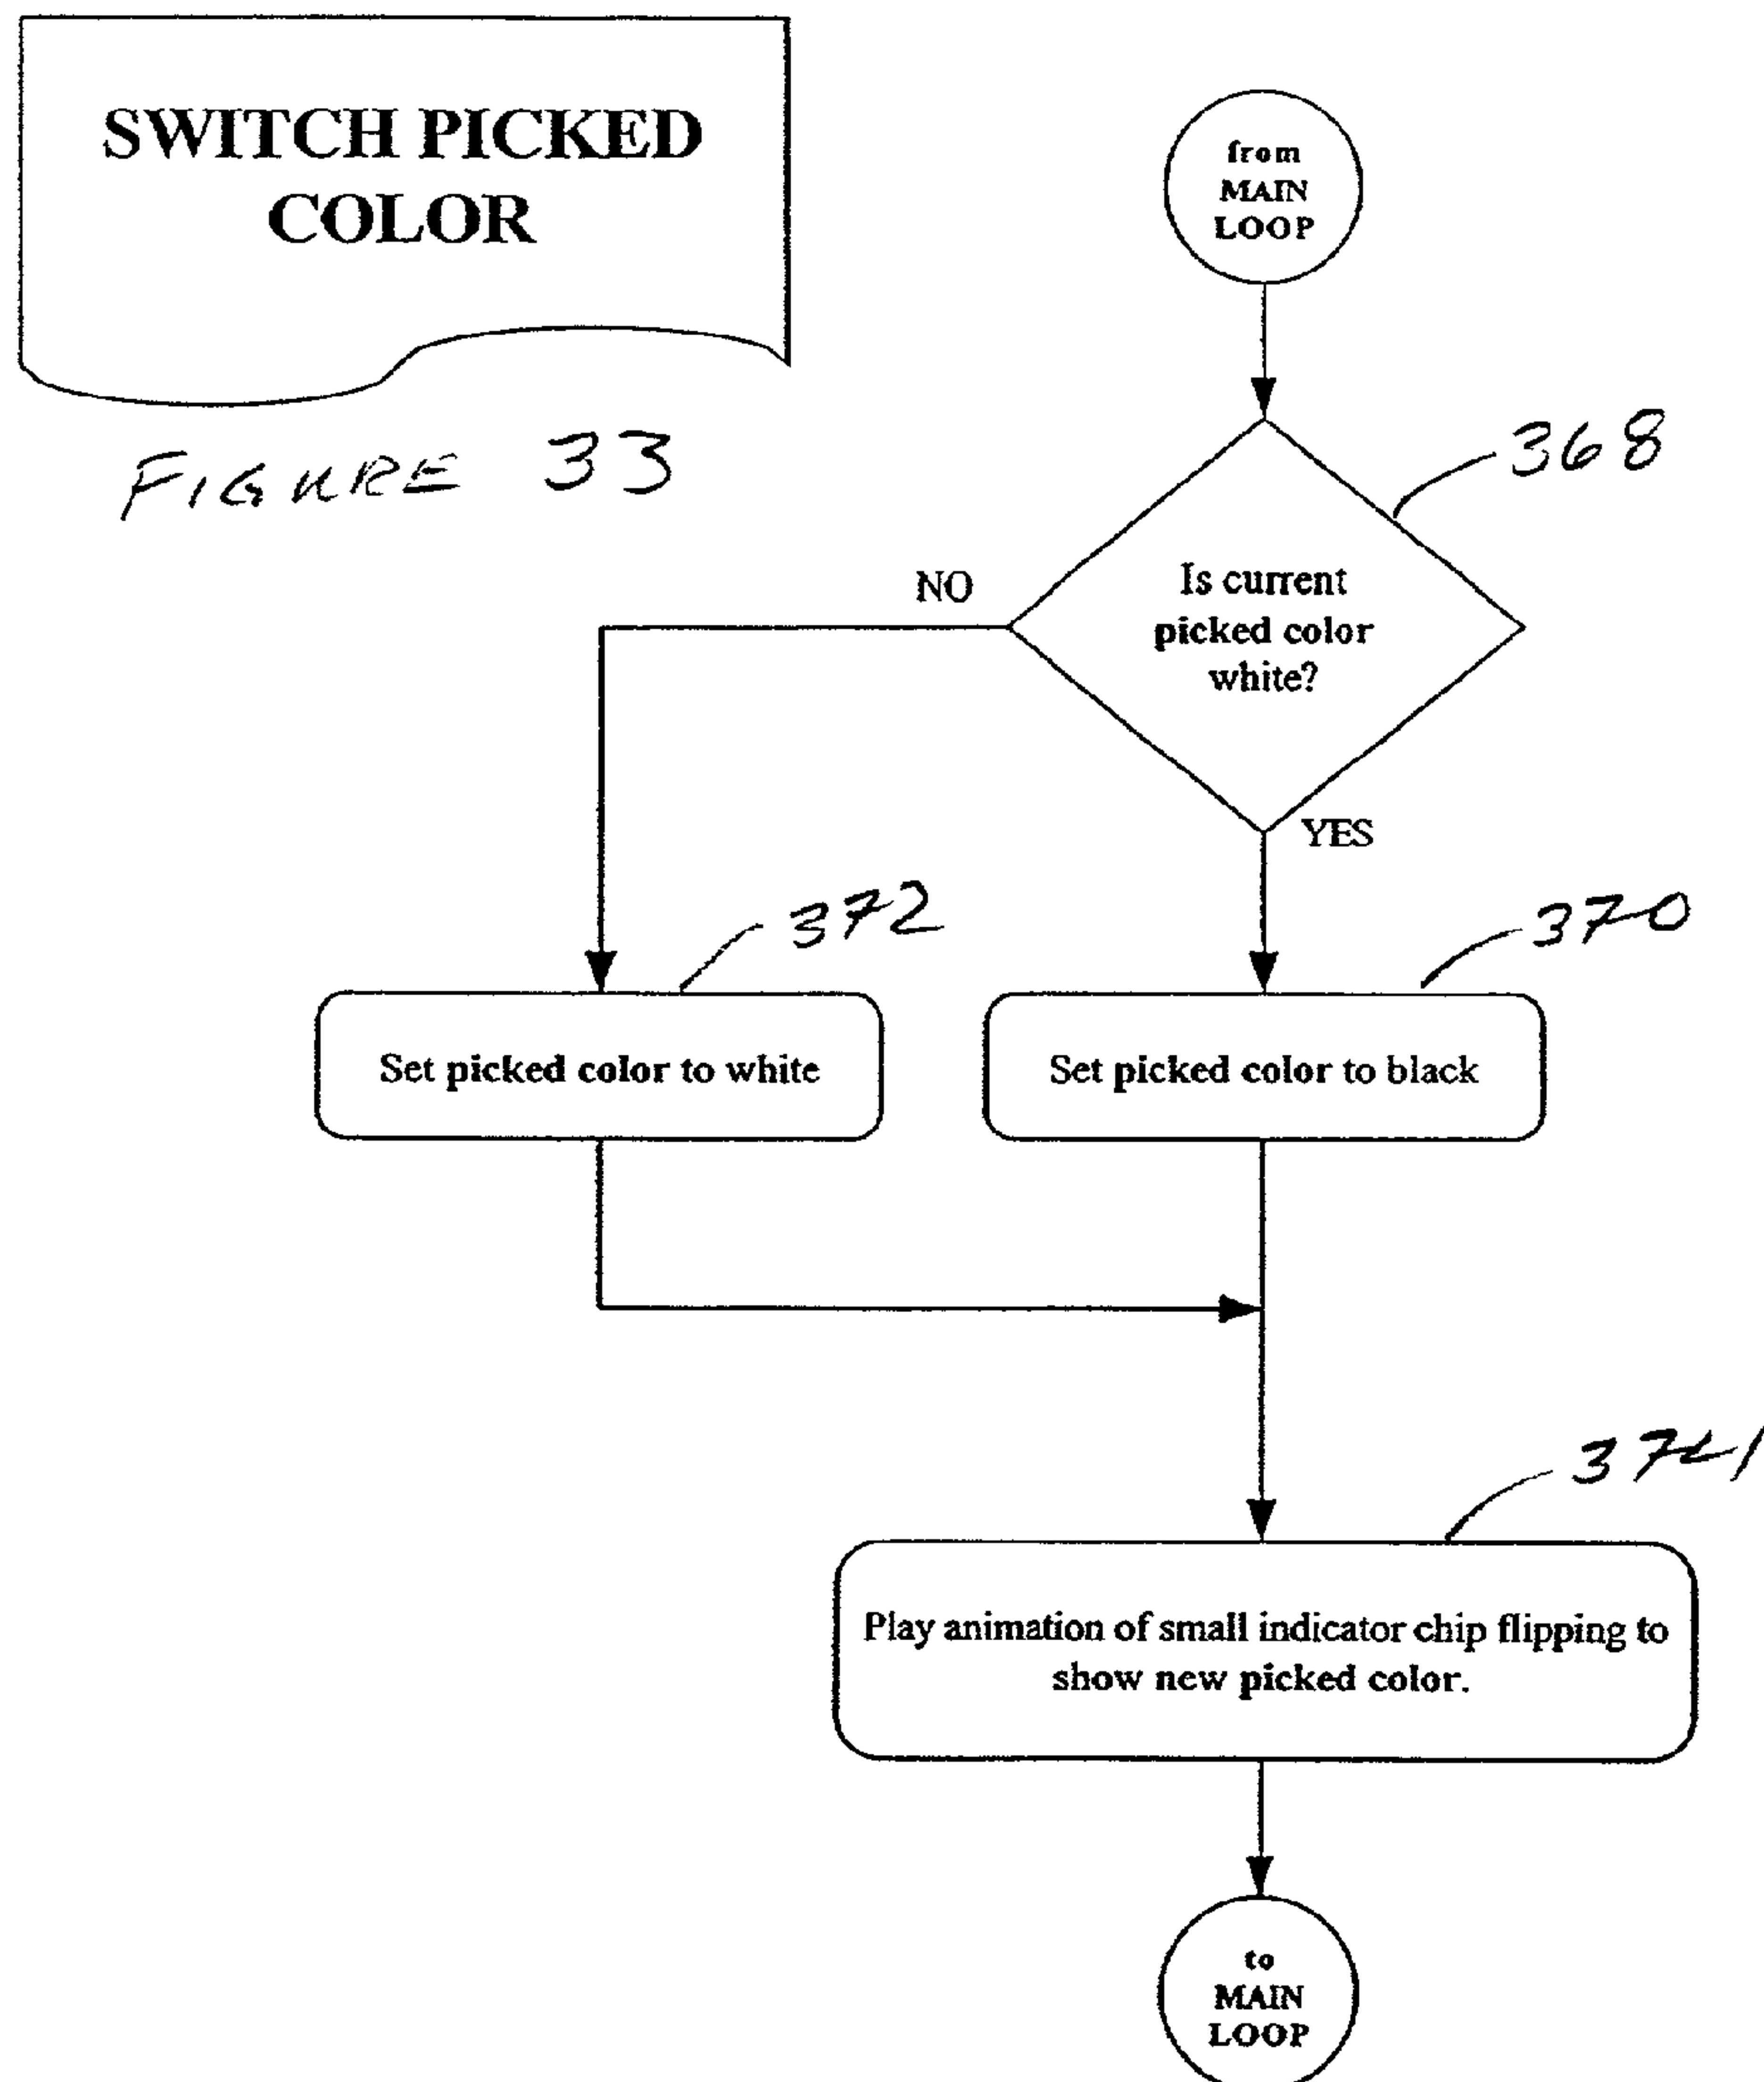 SWITCH PICKED
COLOR
FIGURE 33
from
MAIN
LOOP
368
Is current
picked color
white?
NO
YES
372
370
Set picked color to white
Set picked color to black
374
Play animation of small indicator chip flipping to
show new picked color.
to
MAIN
LOOP